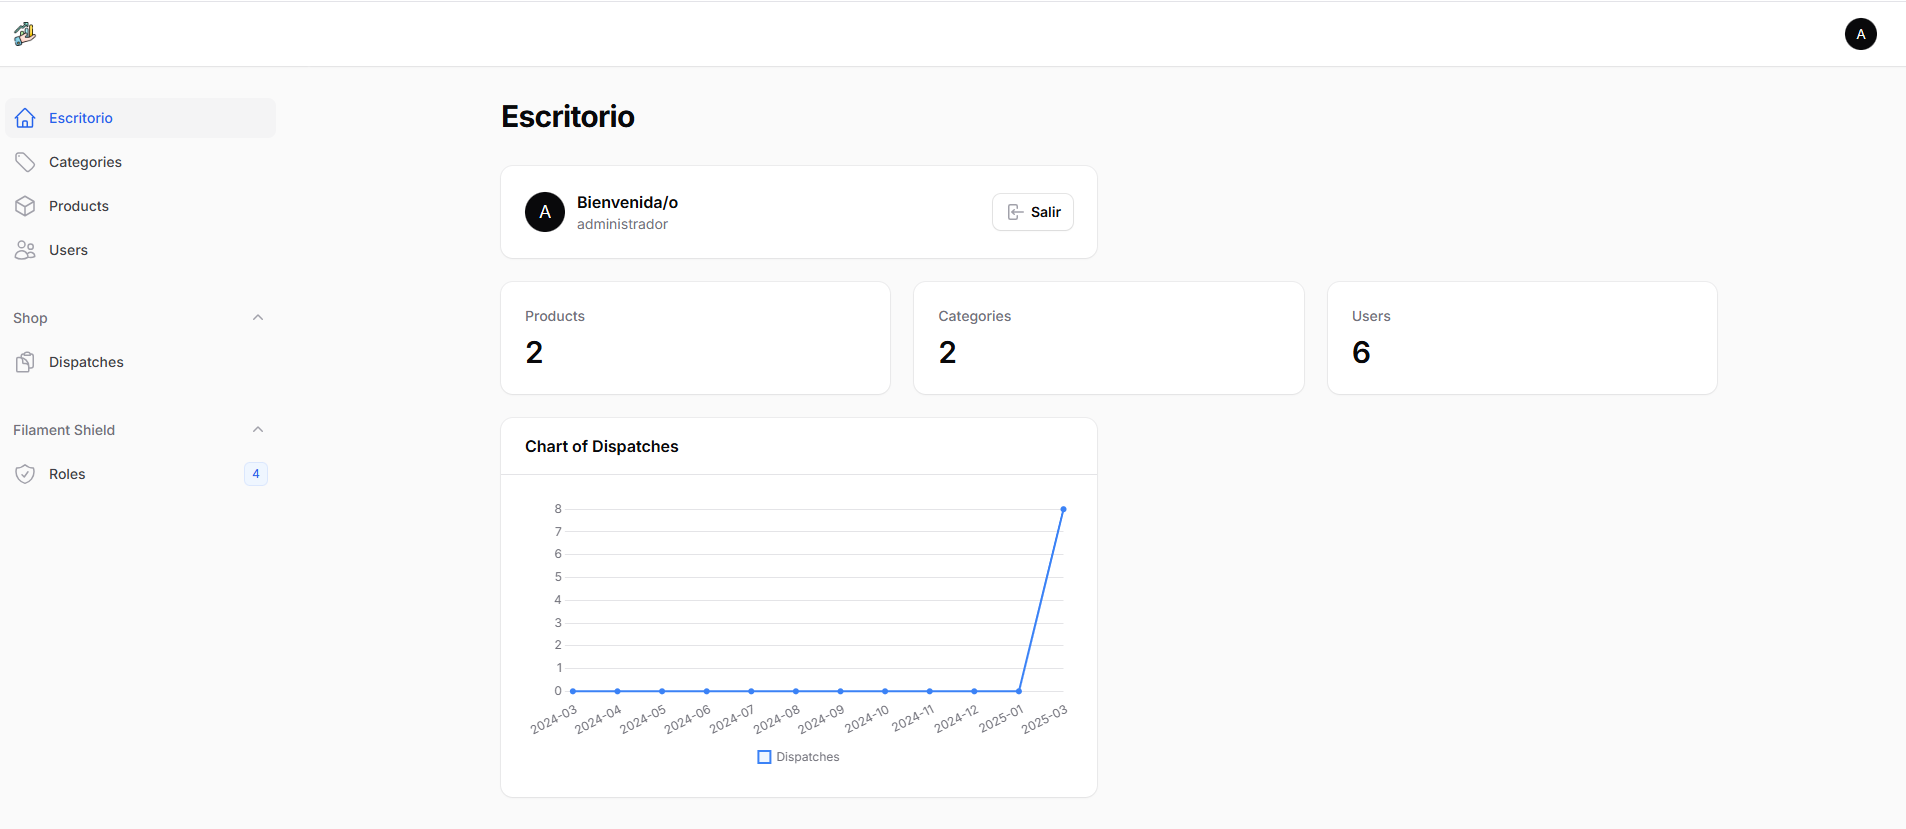 A
Escritorio
Categories
Products
Users
Shop
Dispatches
Filament Shield
Roles
4
Escritorio
A
Bienvenida/o
administrador
Salir
Products
2
Categories
2
Users
6
Chart of Dispatches
8
7
6
5
4
3
2
1
0
2024-03
2024-04
2024-05
2024-06
2024-07
2024-08
2024-09
2024-10
2024-11
2024-12
2025-01
2025-03
Dispatches